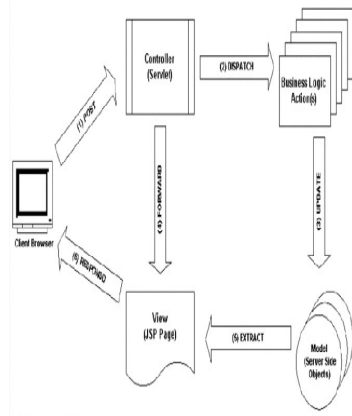 Controller
(Servlet)
(2) DISPATCH
Business Logic
Action(s)
(1) POST
(4) FORWARD
(3) UPDATE
Client Browser
(6) RESPOND
View
(JSP Page)
(5) EXTRACT
Model
(Server Side
Objects)